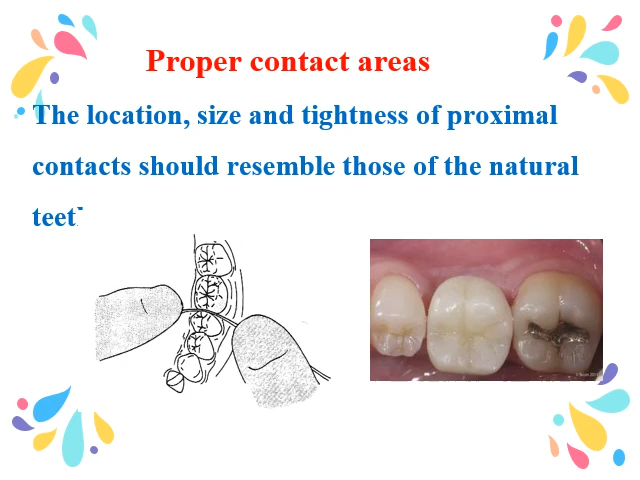 Proper contact areas
The location, size and tightness of proximal
contacts should resemble those of the natural